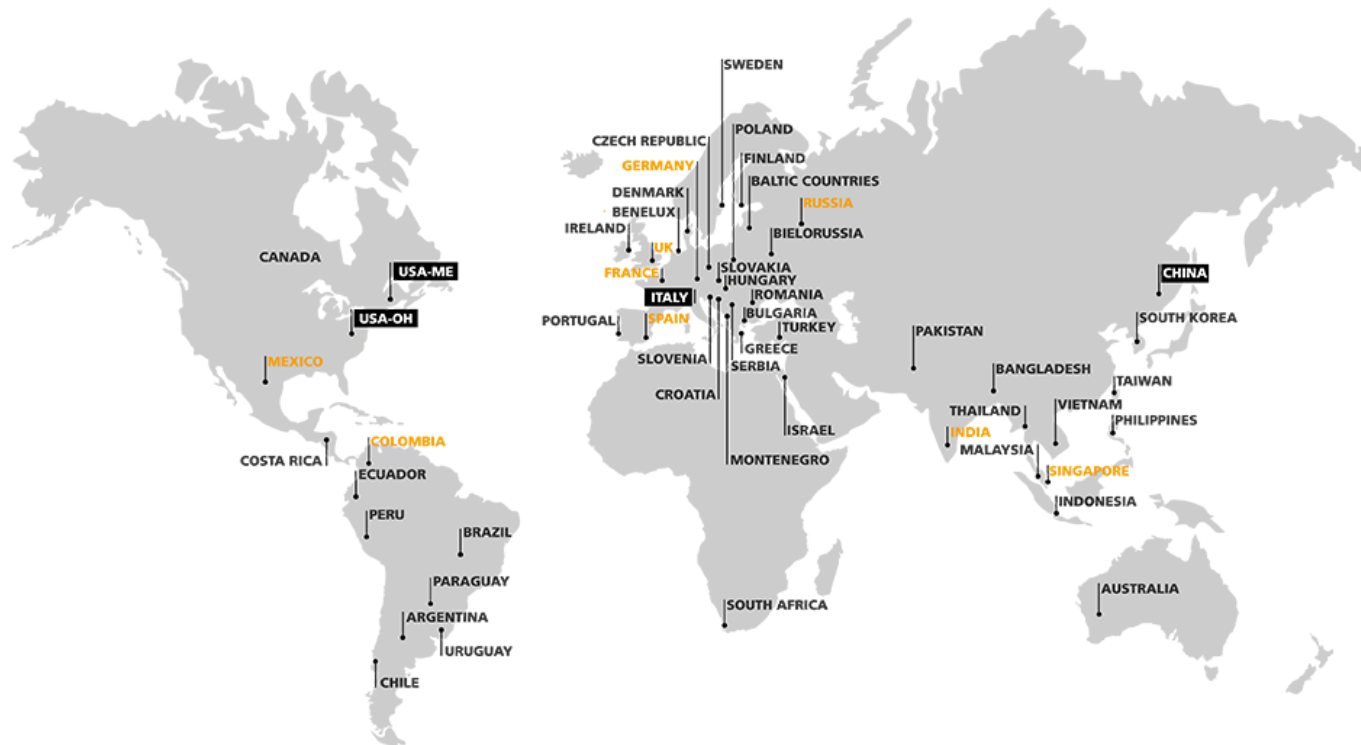 SWEDEN
POLAND
CZECH REPUBLIC
FINLAND
GERMANY
BALTIC COUNTRIES
DENMARK
RUSSIA
BENELUX
IRELAND
BIELORUSSIA
UK
CANADA
USA-ME
FRANCE
SLOVAKIA
HUNGARY
CHINA
ITALY
ROMANIA
USA-OH
PORTUGAL
SPAIN
BULGARIA
SOUTH KOREA
TURKEY
PAKISTAN
GREECE
MEXICO
SLOVENIA
SERBIA
BANGLADESH
TAIWAN
CROATIA
VIETNAM
THAILAND
PHILIPPINES
ISRAEL
INDIA
COLOMBIA
MALAYSIA
COSTA RICA
MONTENEGRO
SINGAPORE
ECUADOR
INDONESIA
PERU
BRAZIL
PARAGUAY
AUSTRALIA
SOUTH AFRICA
ARGENTINA
URUGUAY
CHILE